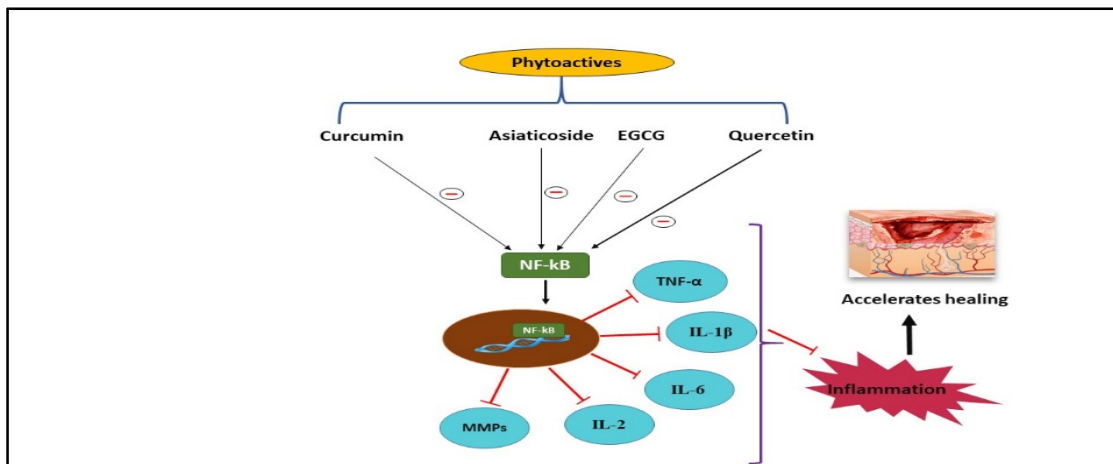 Phytoactives
Curcumin
Asiaticoside
EGCG
Quercetin
NF-kB
TNF-α
NF-kB
IL-1β
IL-6
IL-2
MMPs
Accelerates healing
Inflammation